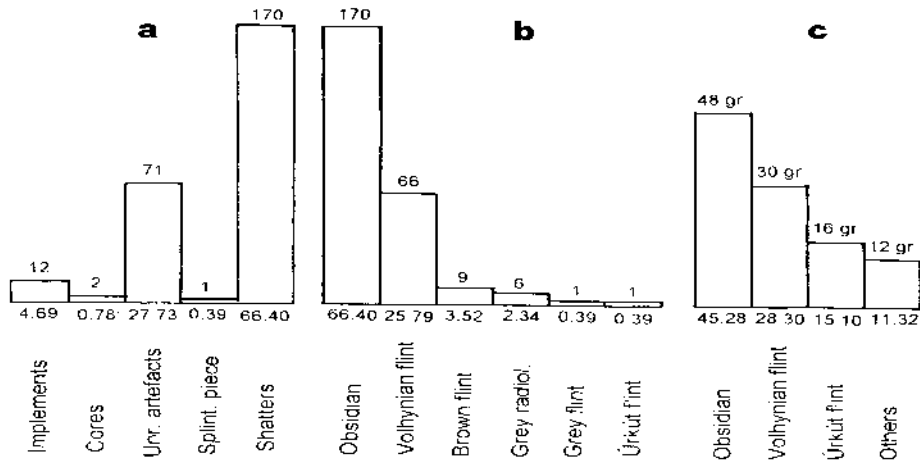 a
12
2
71
1
170
4.69
0.78
27 73
0.39
66.40
Implements
Cores
Unr. artefacts
Splint. piece
Shatters
b
170
66
9
6
1
1
66.40
25 79
3.52
2.34
0.39
0 39
Obsidian
Volhynian flint
Brown flint
Grey radiol.
Grey flint
Úrkút flint
c
48 gr
30 gr
16 gr
12 gr
45.28
28 30
15 10
11.32
Obsidian
Volhynian flint
Úrkút flint
Others